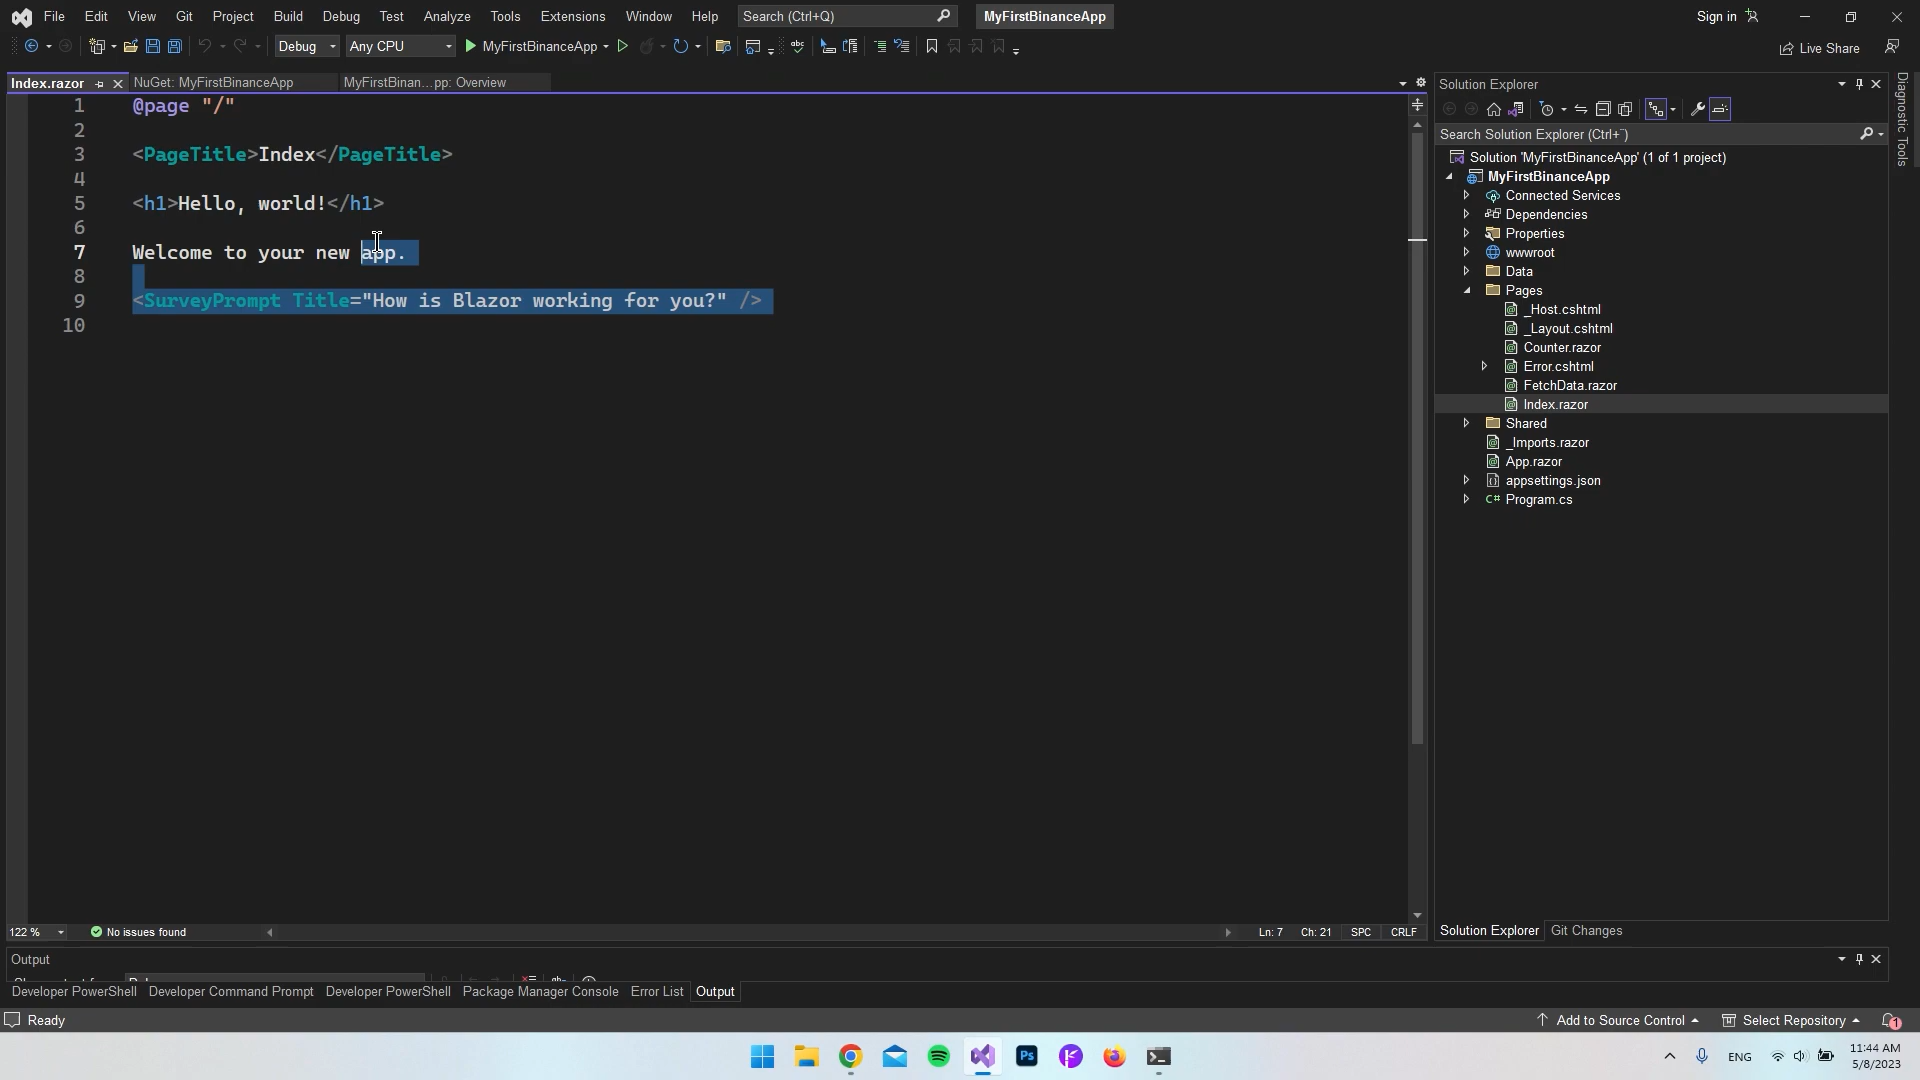 File Edit View Git Project Build Debug Test Analyze Tools Extensions Window Help Search (Ctrl+Q) MyFirstBinanceApp Sign in
Debug Any CPU MyFirstBinanceApp Live Share
Index.razor NuGet: MyFirstBinanceApp MyFirstBinan...pp: Overview
1 @page "/"
2
3 <PageTitle>Index</PageTitle>
4
5 <h1>Hello, world!</h1>
6
7 Welcome to your new app.
8
9 <SurveyPrompt Title="How is Blazor working for you?" />
10
Solution Explorer
Search Solution Explorer (Ctrl+¨)
Solution 'MyFirstBinanceApp' (1 of 1 project)
MyFirstBinanceApp
Connected Services
Dependencies
Properties
wwwroot
Data
Pages
_Host.cshtml
_Layout.cshtml
Counter.razor
Error.cshtml
FetchData.razor
Index.razor
Shared
_Imports.razor
App.razor
appsettings.json
C# Program.cs
Diagnostic Tools
122 % No issues found Ln: 7 Ch: 21 SPC CRLF
Solution Explorer Git Changes
Output
Developer PowerShell Developer Command Prompt Developer PowerShell Package Manager Console Error List Output
Ready Add to Source Control Select Repository 1
Ps ENG 11:44 AM
5/8/2023